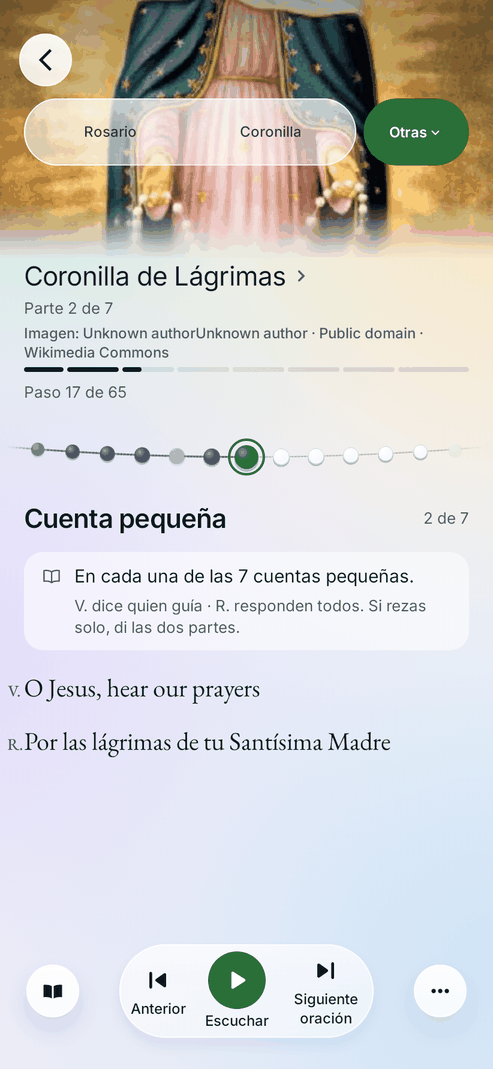 Rosario
Coronilla
Otras
Coronilla de Lágrimas
Parte 2 de 7
Imagen: Unknown authorUnknown author · Public domain ·
Wikimedia Commons
Paso 17 de 65
Cuenta pequeña
2 de 7
En cada una de las 7 cuentas pequeñas.
V. dice quien guía · R. responden todos. Si rezas
solo, di las dos partes.
V. O Jesus, hear our prayers
R. Por las lágrimas de tu Santísima Madre
Anterior
Escuchar
Siguiente
oración